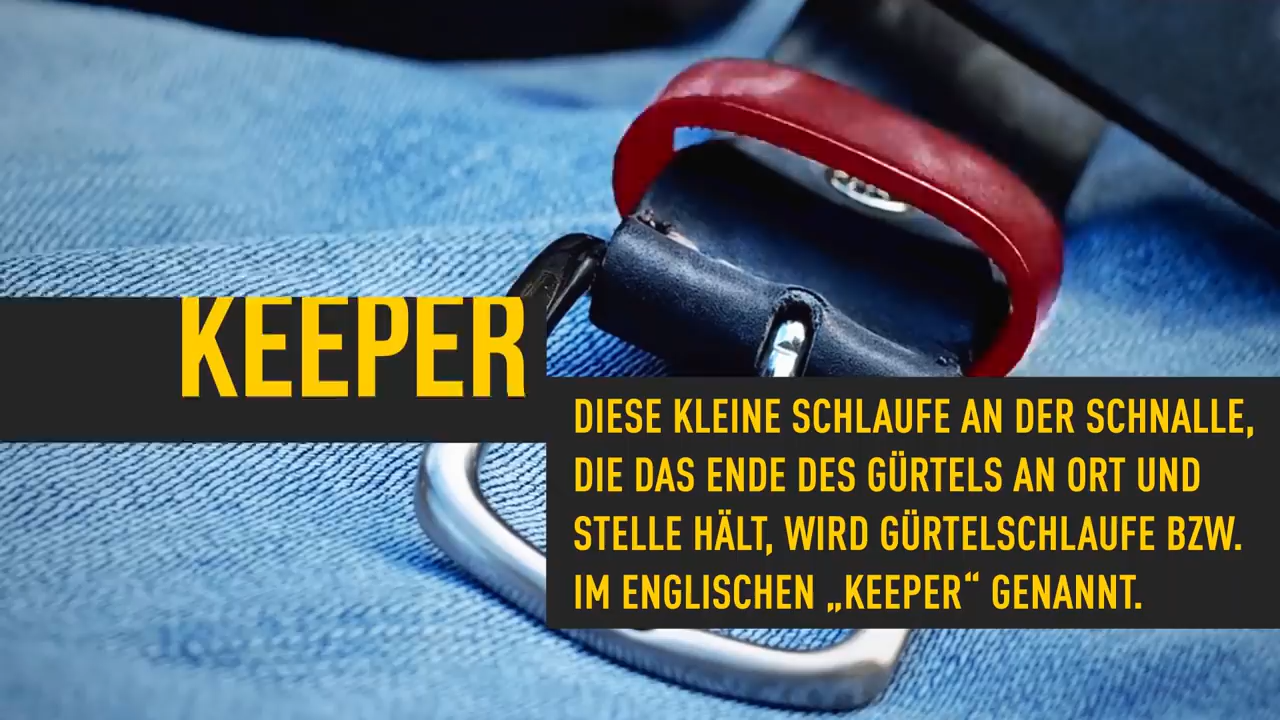 KEEPER
DIESE KLEINE SCHLAUFE AN DER SCHNALLE,
DIE DAS ENDE DES GÜRTELS AN ORT UND
STELLE HÄLT, WIRD GÜRTELSCHLAUFE BZW.
IM ENGLISCHEN „KEEPER“ GENANNT.